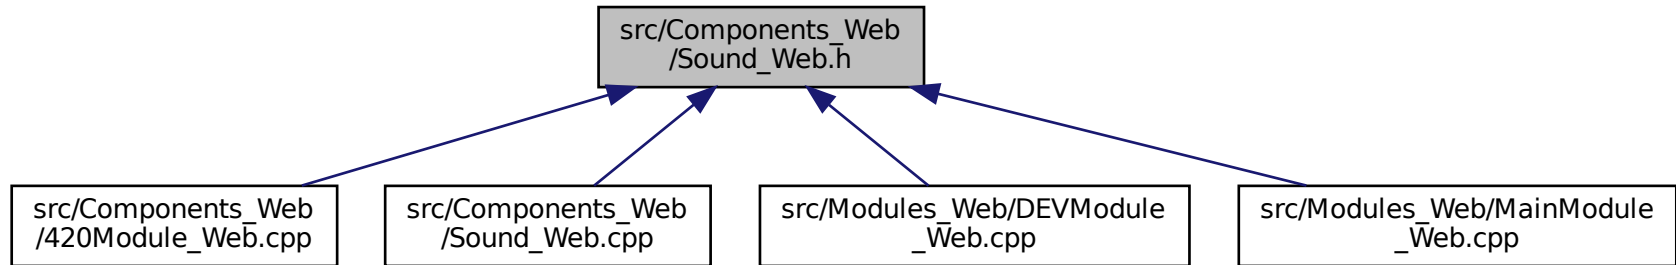 src/Components_Web
/Sound_Web.h
src/Components_Web
/420Module_Web.cpp
src/Components_Web
/Sound_Web.cpp
src/Modules_Web/DEVModule
_Web.cpp
src/Modules_Web/MainModule
_Web.cpp